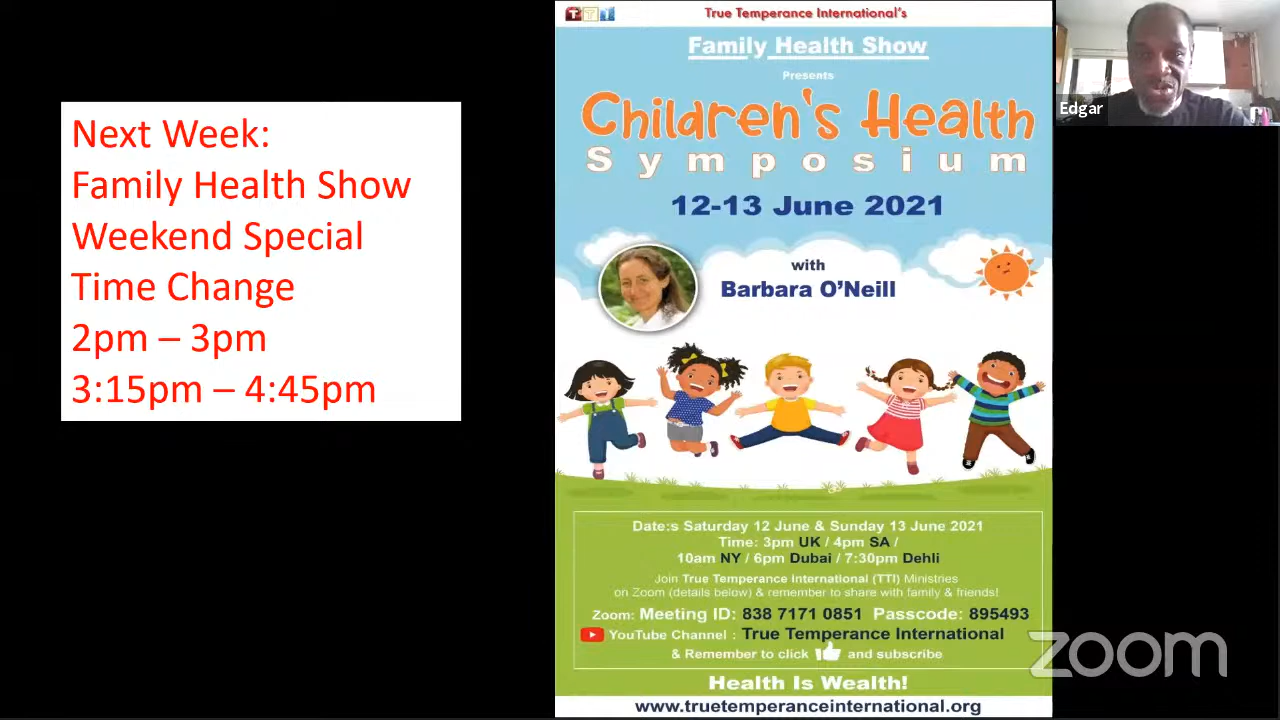 Next Week:
Family Health Show
Weekend Special
Time Change
2pm – 3pm
3:15pm – 4:45pm
TTI
True Temperance International's
Family Health Show
Presents
Children's Health
Symposium
12-13 June 2021
with
Barbara O'Neill
Date:s Saturday 12 June & Sunday 13 June 2021
Time: 3pm UK / 4pm SA /
10am NY / 6pm Dubai / 7:30pm Dehli
Join True Temperance International (TTI) Ministries
on Zoom (details below) & remember to share with family & friends!
Zoom: Meeting ID: 838 7171 0851 Passcode: 895493
YouTube Channel : True Temperance International
& Remember to click and subscribe
Health Is Wealth!
www.truetemperanceinternational.org
Edgar
zoom